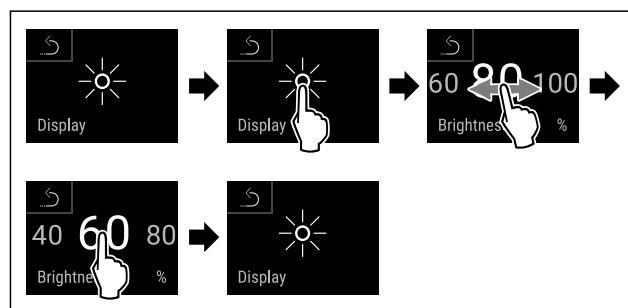 Display
Display
60 80 100
Brightnes %
40 60 80
Brightne %
Display